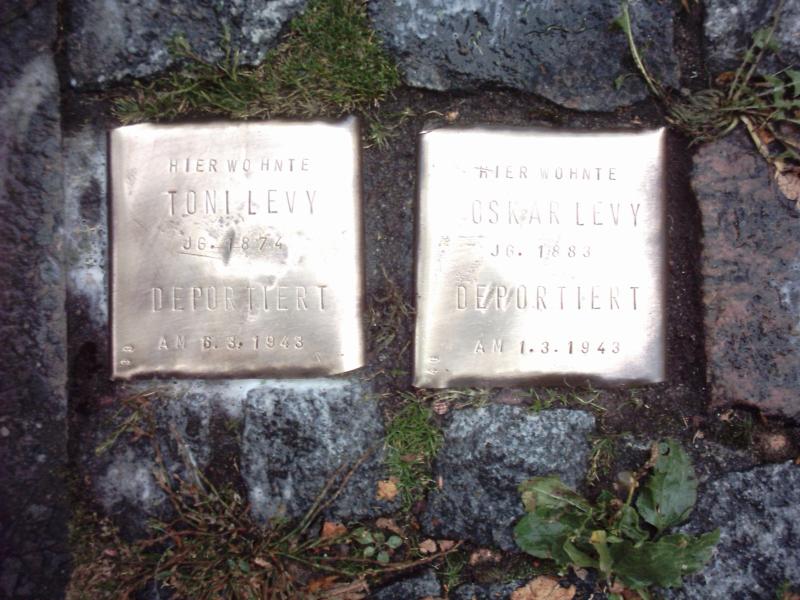 HIER WOHNTE
TONI LEVY
JG. 1874
DEPORTIERT
AM 6.3.1943
HIER WOHNTE
OSKAR LEVY
JG. 1883
DEPORTIERT
AM 1.3.1943